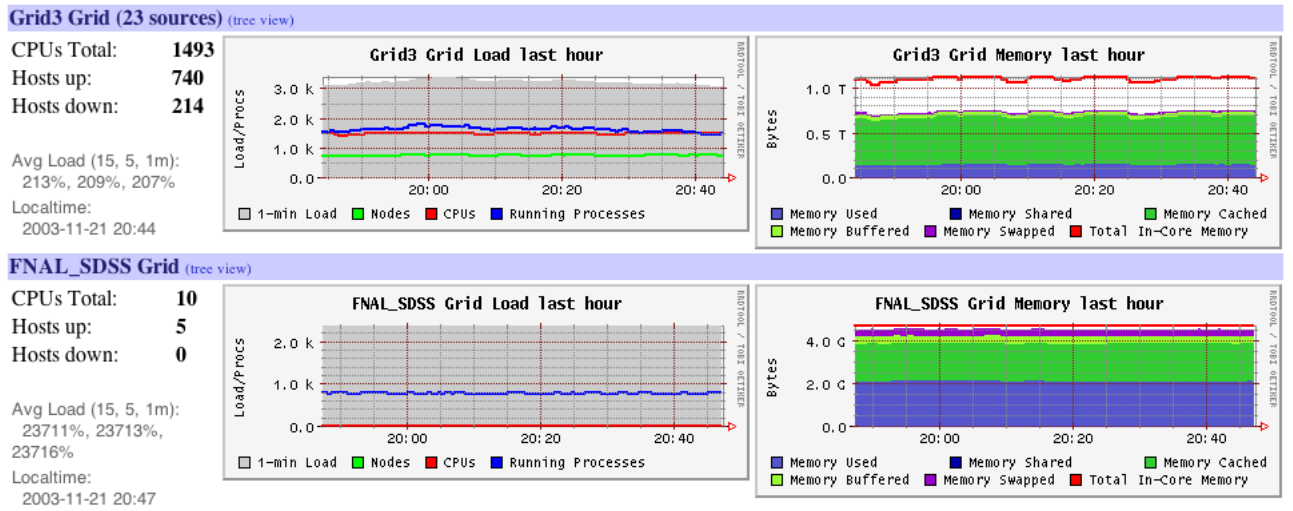 Grid3 Grid (23 sources) (tree view)
CPUs Total: 1493
Hosts up: 740
Hosts down: 214
Avg Load (15, 5, 1m):
213%, 209%, 207%
Localtime:
2003-11-21 20:44
Grid3 Grid Load last hour
RRDTOOL / TOBI OETIKER
Load/Procs
3.0 k
2.0 k
1.0 k
0.0
20:00 20:20 20:40
1-min Load Nodes CPUs Running Processes
Grid3 Grid Memory last hour
RRDTOOL / TOBI OETIKER
Bytes
1.0 T
0.5 T
0.0
20:00 20:20 20:40
Memory Used Memory Shared Memory Cached
Memory Buffered Memory Swapped Total In-Core Memory
FNAL_SDSS Grid (tree view)
CPUs Total: 10
Hosts up: 5
Hosts down: 0
Avg Load (15, 5, 1m):
23711%, 23713%,
23716%
Localtime:
2003-11-21 20:47
FNAL_SDSS Grid Load last hour
RRDTOOL / TOBI OETIKER
Load/Procs
2.0 k
1.0 k
0.0
20:00 20:20 20:40
1-min Load Nodes CPUs Running Processes
FNAL_SDSS Grid Memory last hour
RRDTOOL / TOBI OETIKER
Bytes
4.0 G
2.0 G
0.0
20:00 20:20 20:40
Memory Used Memory Shared Memory Cached
Memory Buffered Memory Swapped Total In-Core Memory